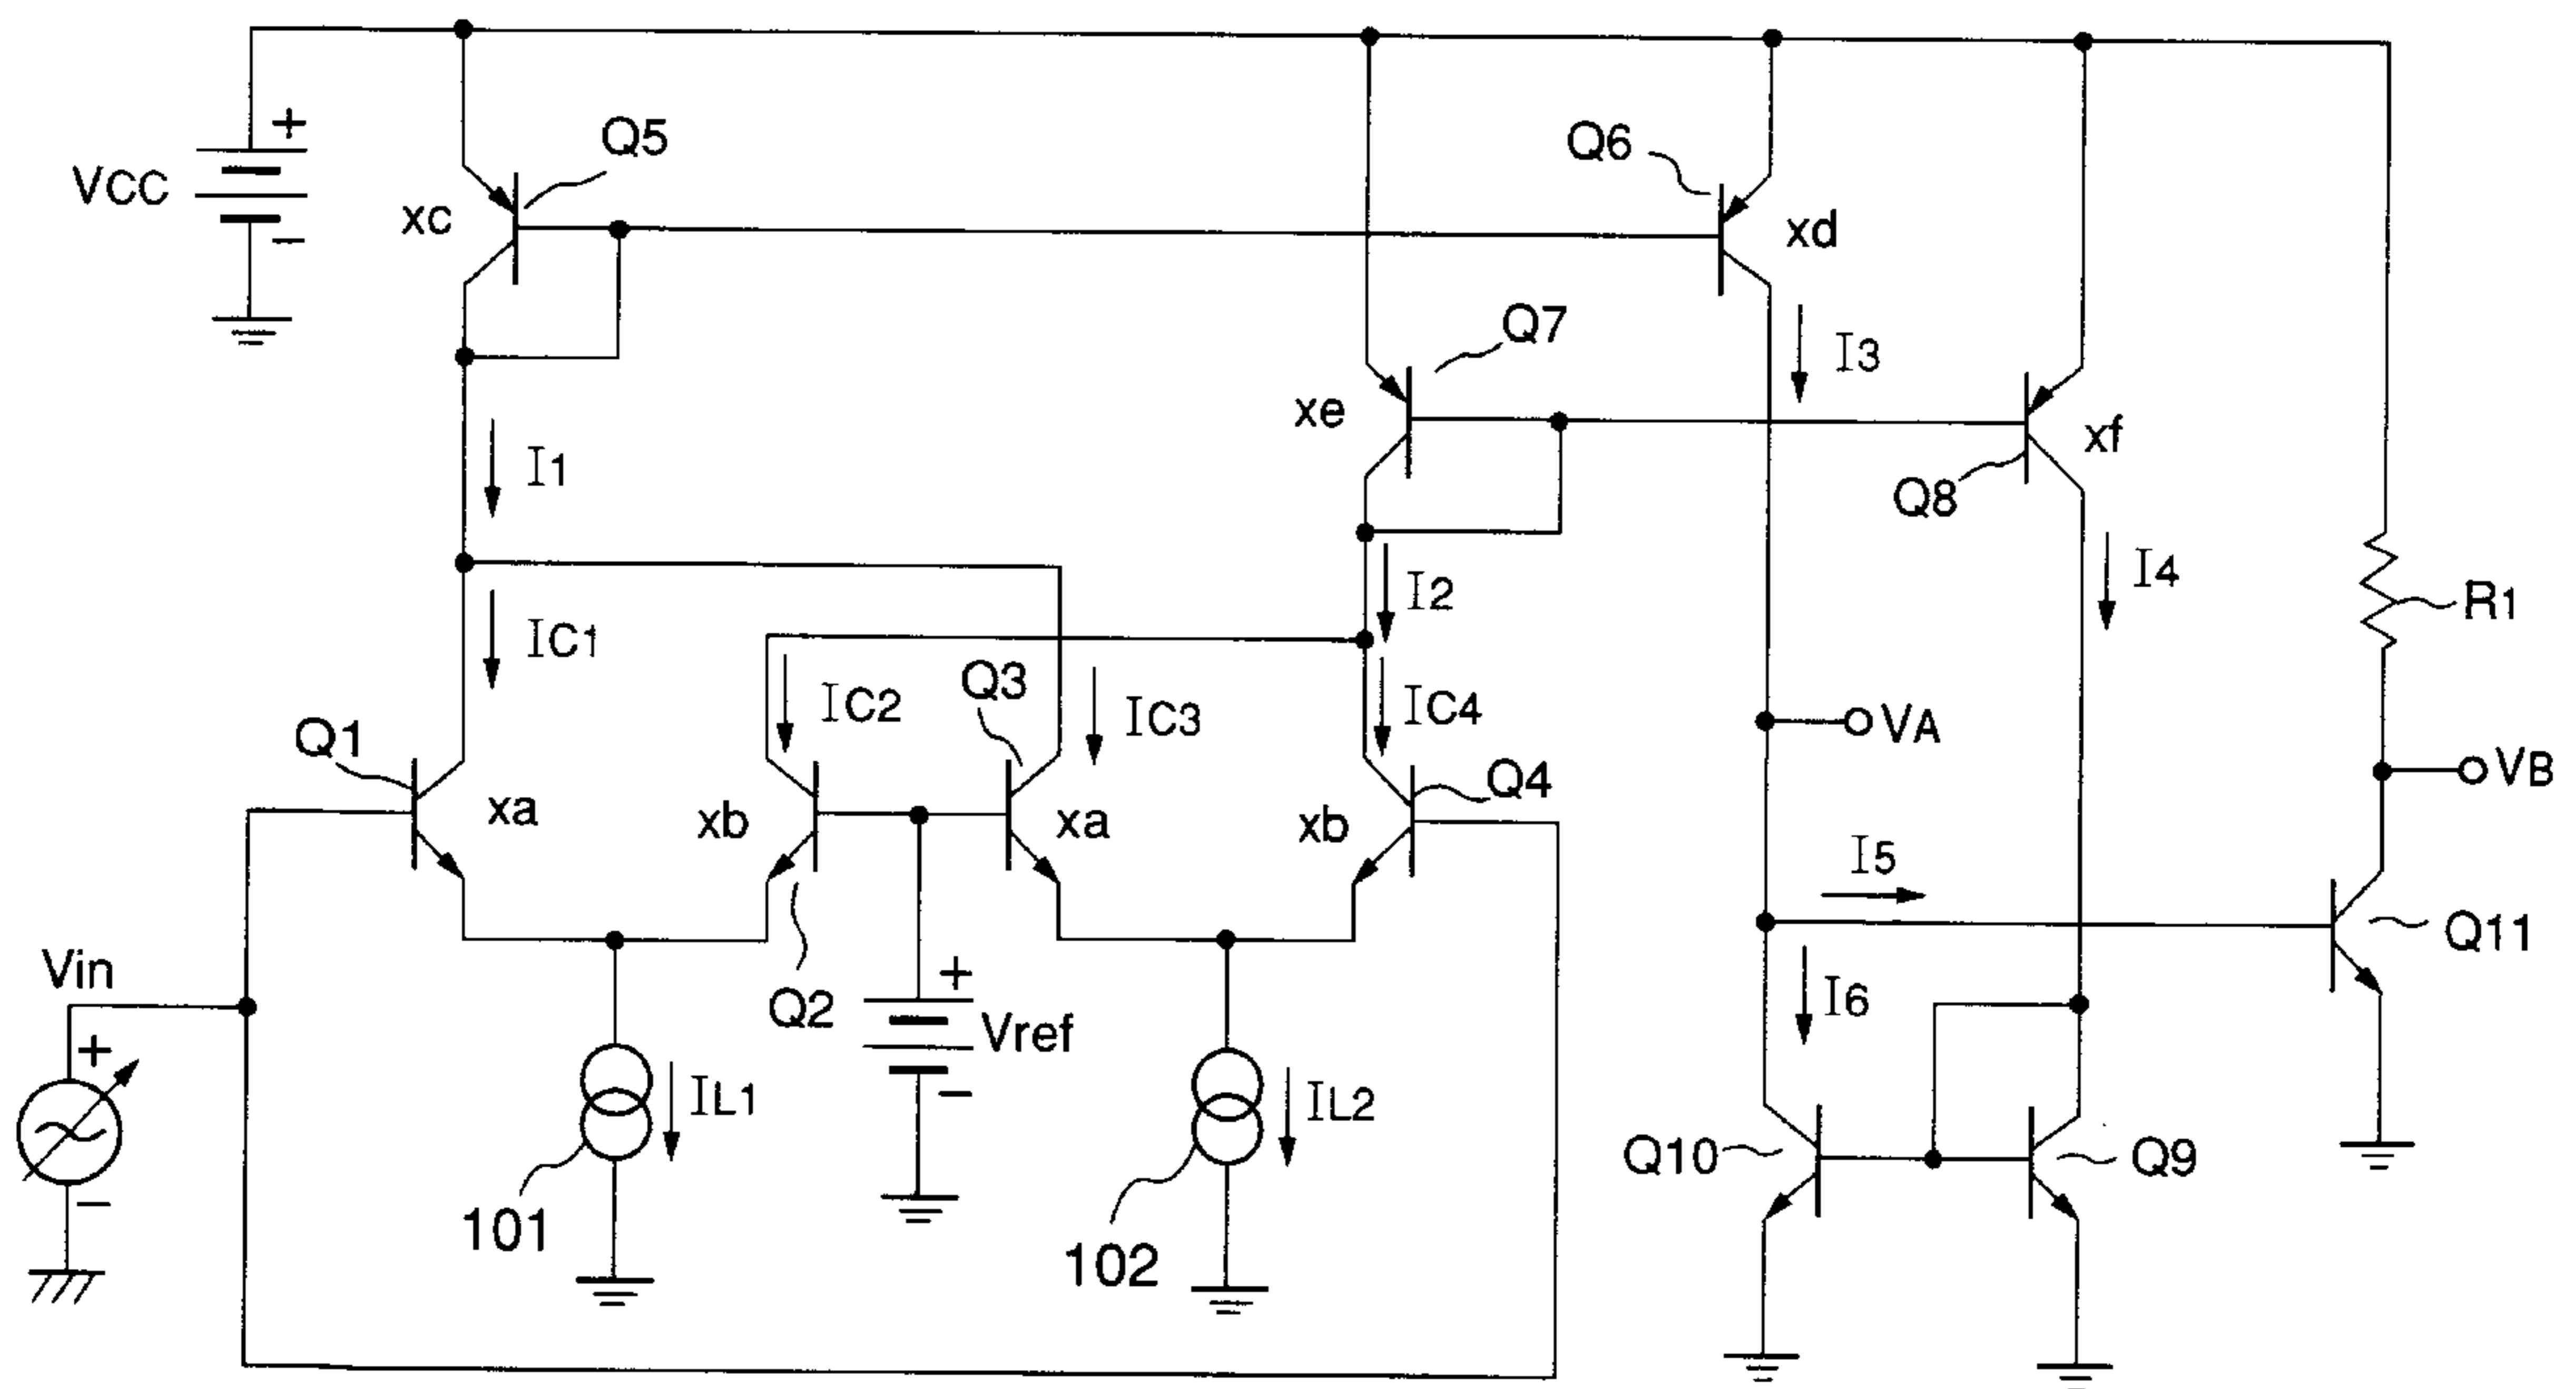 +
VCC
−
Q5
xc
Q6
xd
Q7
xe
I3
xf
Q8
I1
I2
I4
R1
IC1
IC2
Q3
IC3
IC4
VA
Q1
xa
xb
xa
xb
Q4
VB
I5
Q11
Vin
+
−
Q2
+
Vref
−
I6
IL1
IL2
Q10
Q9
101
102